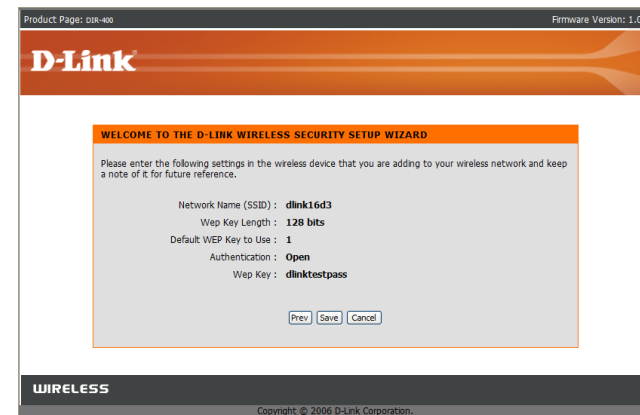 Product Page: DIR-400 Firmware Version: 1.0
D-Link
WELCOME TO THE D-LINK WIRELESS SECURITY SETUP WIZARD
Please enter the following settings in the wireless device that you are adding to your wireless network and keep
a note of it for future reference.
Network Name (SSID) : dlink16d3
Wep Key Length : 128 bits
Default WEP Key to Use : 1
Authentication : Open
Wep Key : dlinktestpass
Prev Save Cancel
WIRELESS
Copyright © 2006 D-Link Corporation.